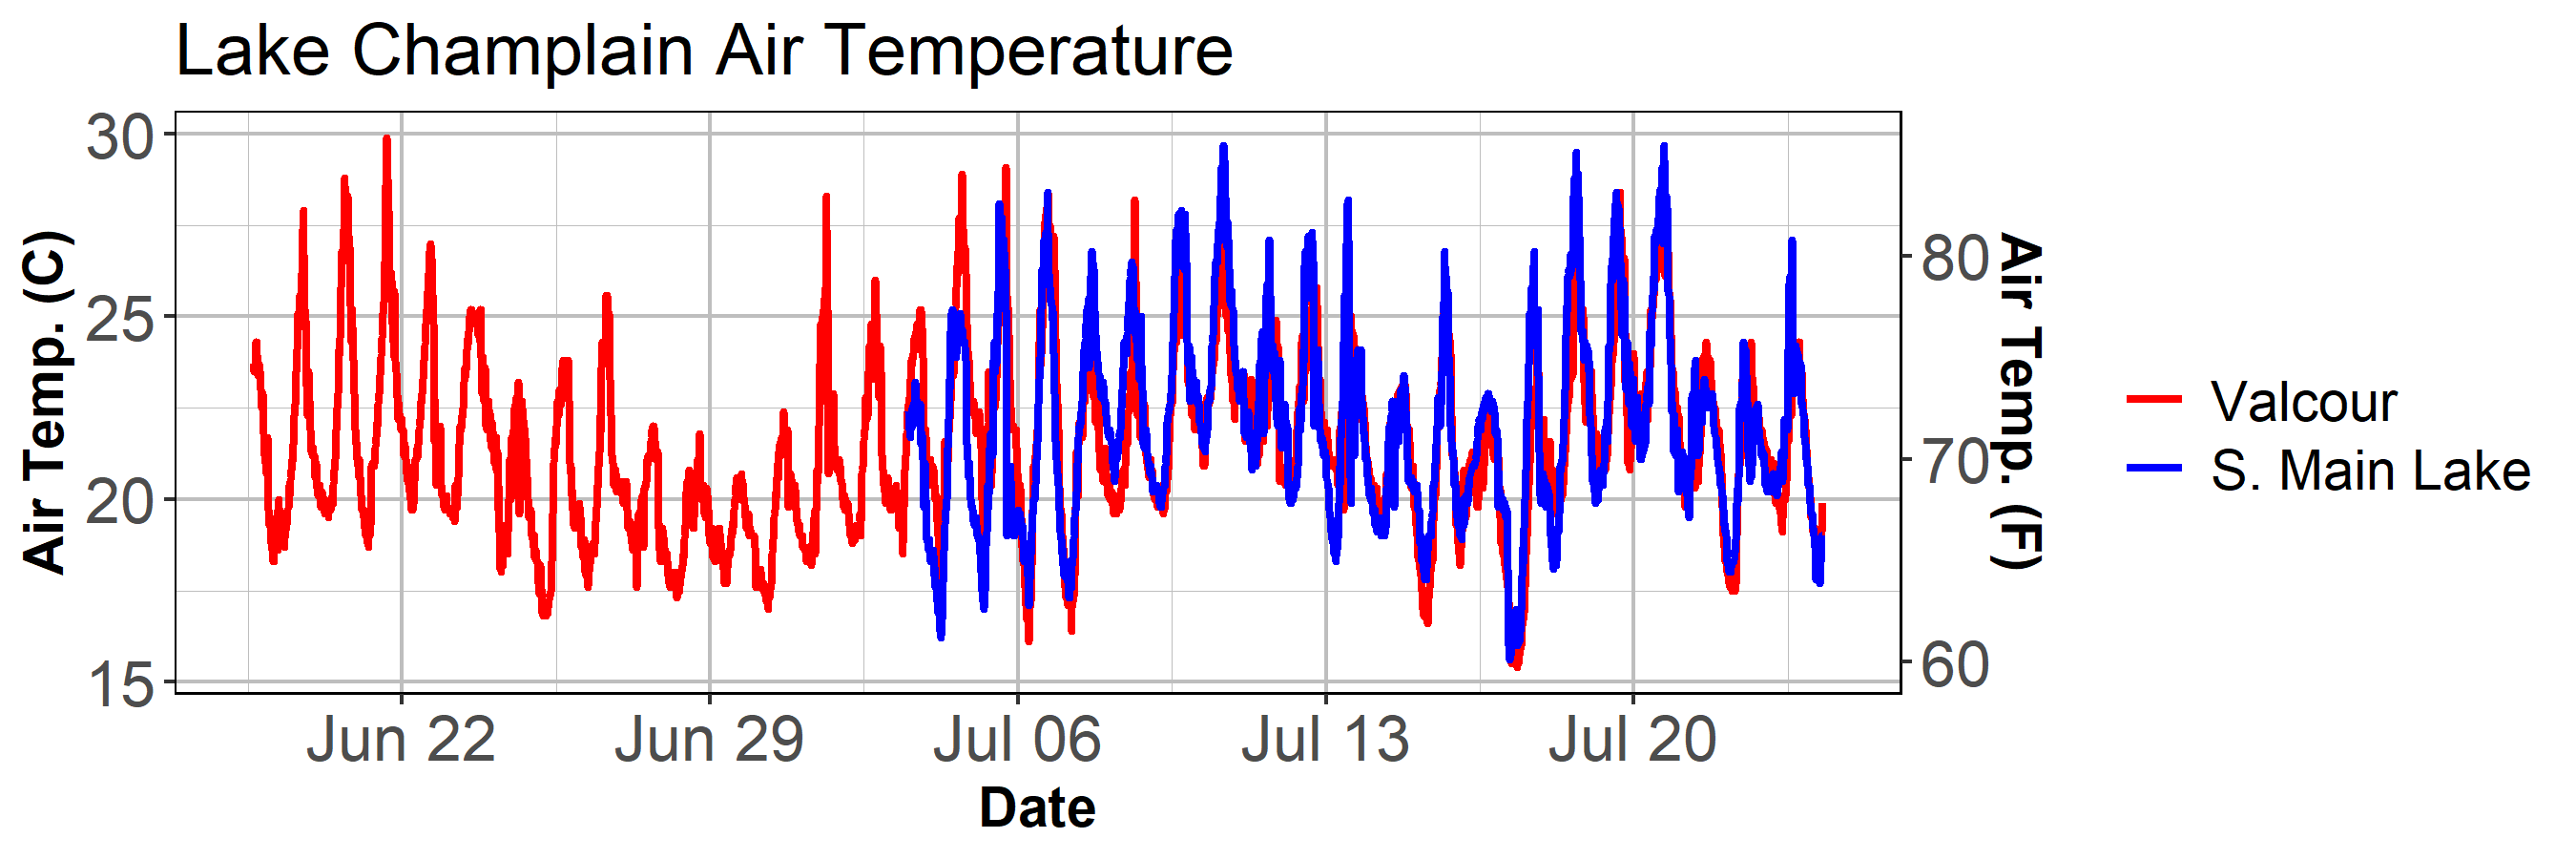 Lake Champlain Air Temperature
Air Temp. (C)
30
25
20
15
Jun 22
Jun 29
Jul 06
Jul 13
Jul 20
Date
80
70
60
Air Temp. (F)
Valcour
S. Main Lake